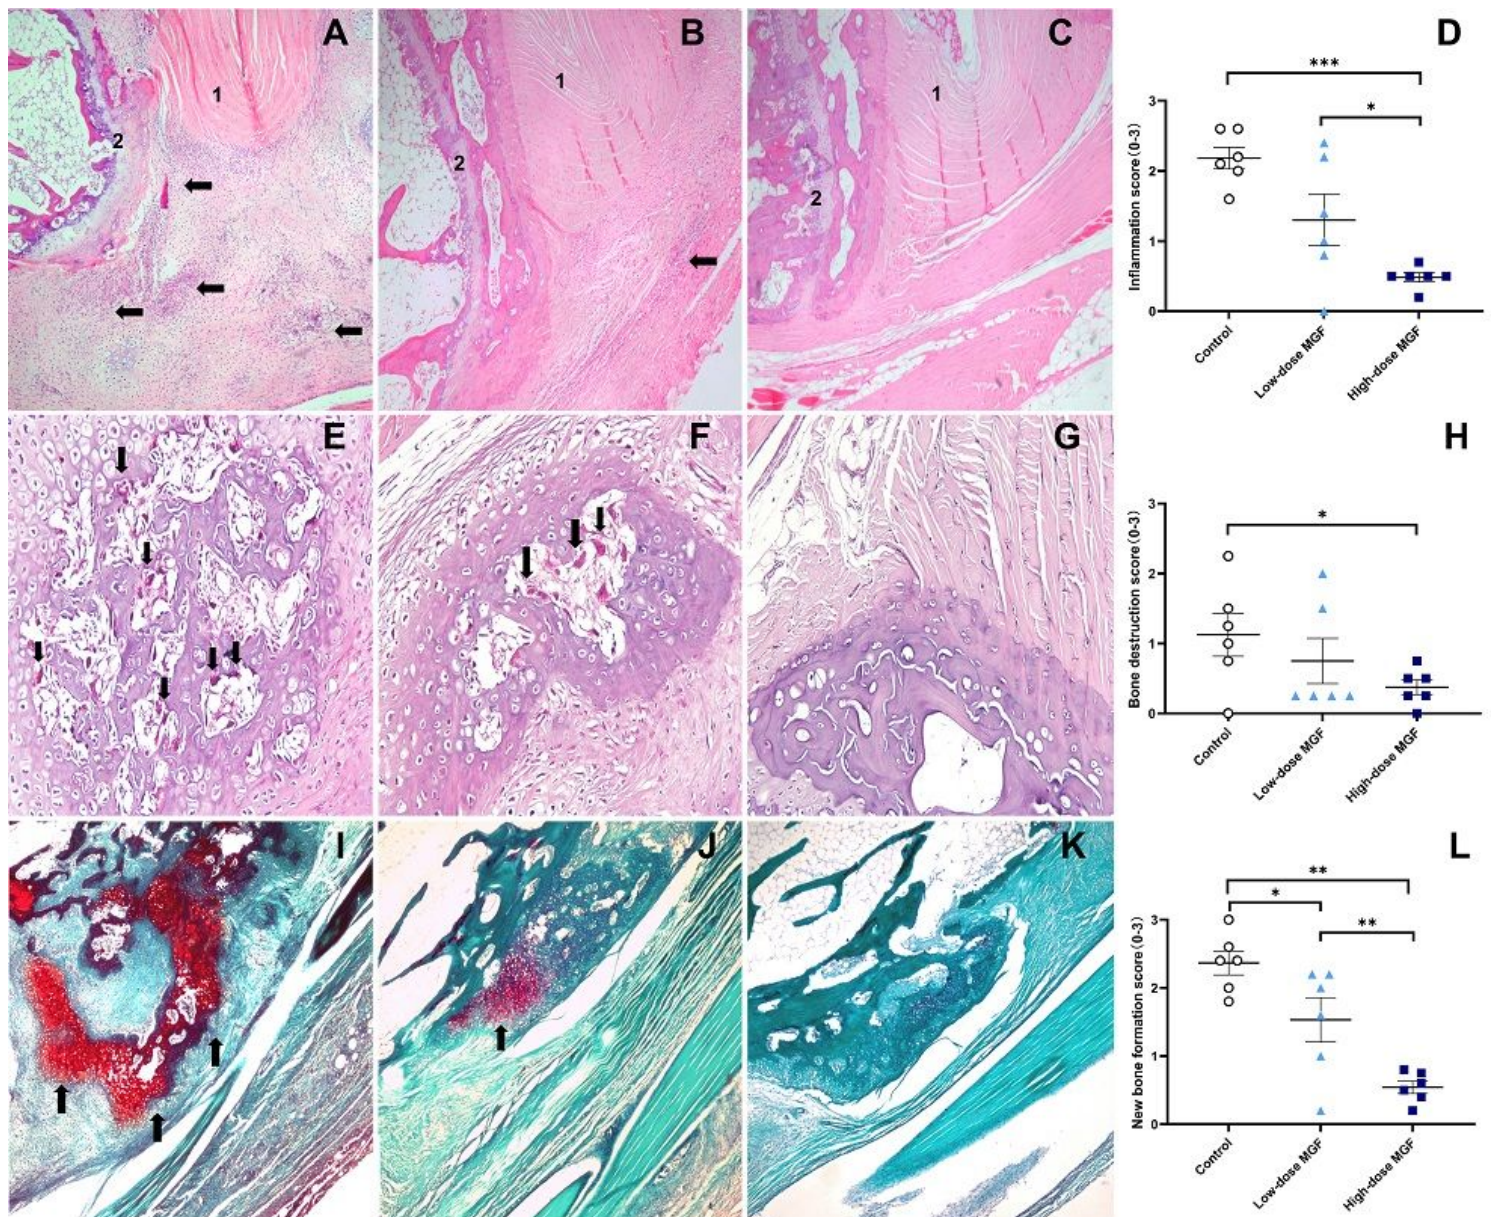 A
1
2
B
1
2
C
1
2
D
***
*
Inflammation score(0-3)
3
2
1
0
Control
Low-dose MGF
High-dose MGF
E
F
G
H
*
Bone destruction score(0-3)
3
2
1
0
Control
Low-dose MGF
High-dose MGF
I
J
K
L
**
*
**
New bone formation score(0-3)
3
2
1
0
Control
Low-dose MGF
High-dose MGF